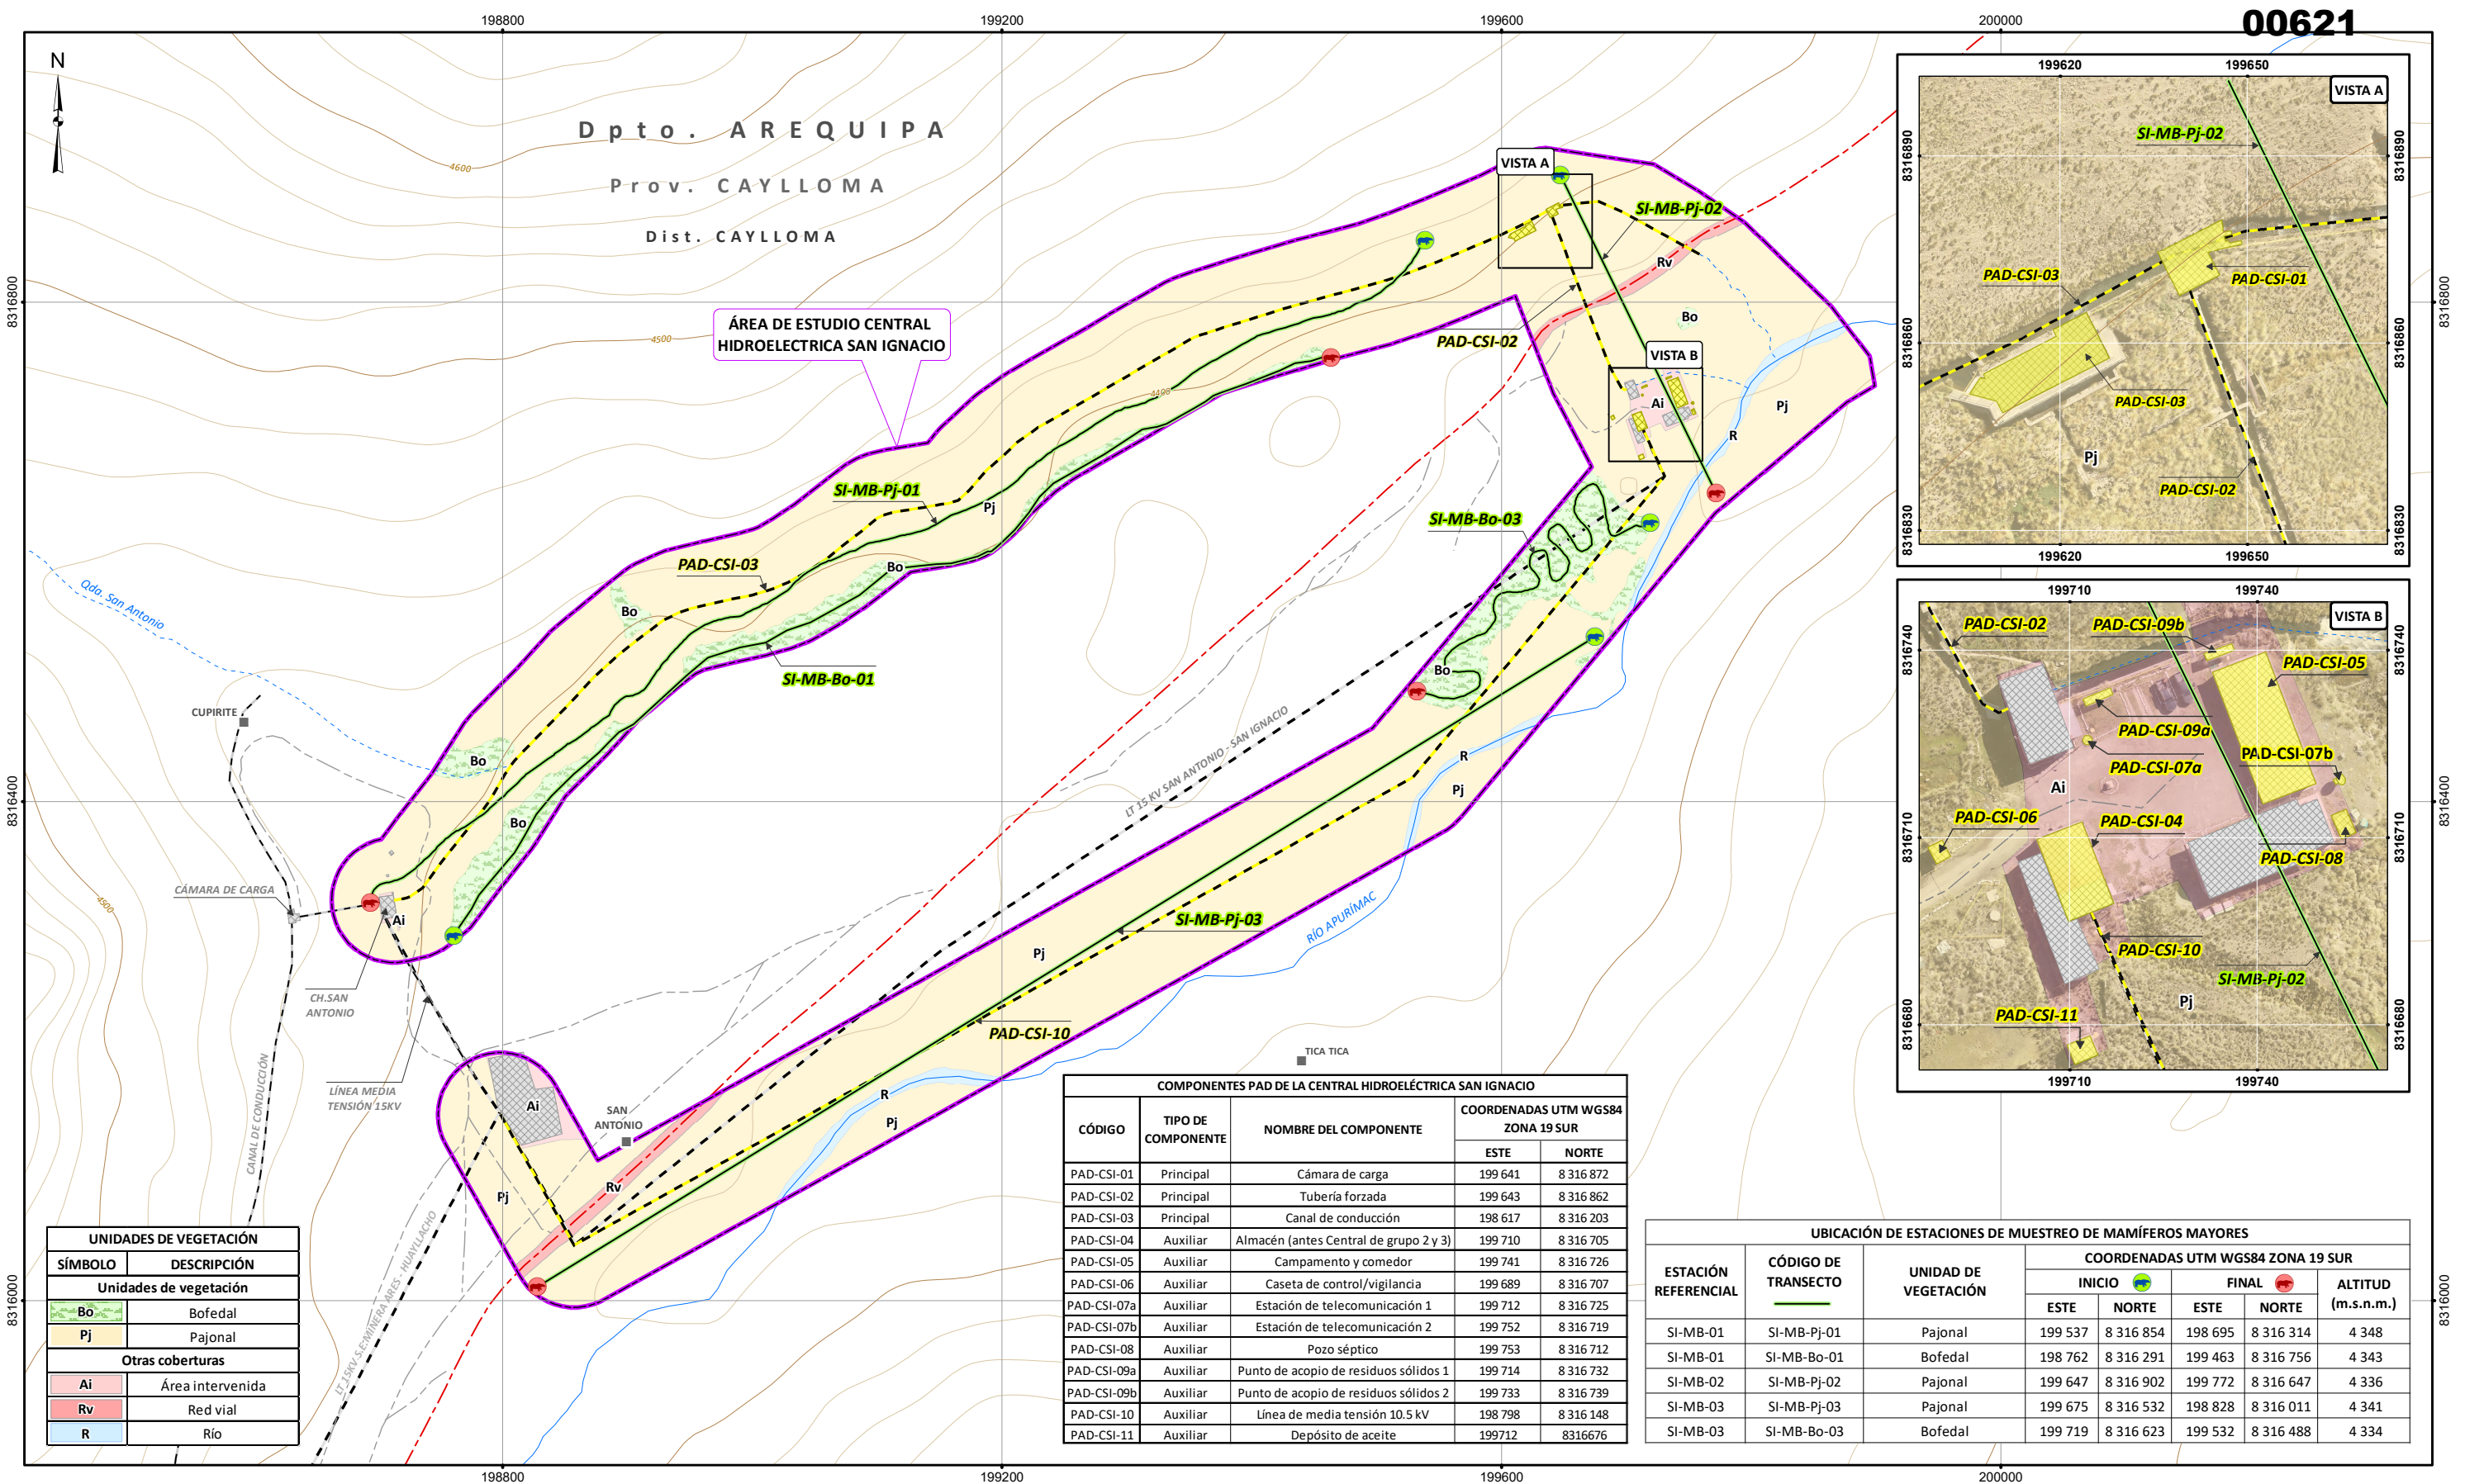 00621
198800
199200
199600
200000
N
Dpto. AREQUIPA
Prov. CAYLLOMA
Dist. CAYLLOMA
4600
4500
4400
4500
8316800
8316400
8316000
8316800
8316400
8316000
ÁREA DE ESTUDIO CENTRAL
HIDROELECTRICA SAN IGNACIO
VISTA A
SI-MB-Pj-02
Rv
PAD-CSI-02
Bo
VISTA B
Ai
Pj
R
SI-MB-Pj-01
Pj
SI-MB-Bo-03
PAD-CSI-03
Bo
Bo
Qda. San Antonio
SI-MB-Bo-01
Bo
CUPIRITE
Bo
R
LT 15 KV SAN ANTONIO - SAN IGNACIO
Pj
Bo
CÁMARA DE CARGA
Ai
SI-MB-Pj-03
RÍO APURÍMAC
Pj
CH.SAN
ANTONIO
PAD-CSI-10
TICA TICA
CANAL DE CONDUCCIÓN
LÍNEA MEDIA
TENSIÓN 15KV
R
Ai
SAN
ANTONIO
Pj
Rv
Pj
LT 15KV S.E.MINERA ARES - HUAYLLACHO
198800
199200
199600
200000
199620
199650
VISTA A
SI-MB-Pj-02
8316890
8316890
PAD-CSI-03
PAD-CSI-01
8316860
8316860
PAD-CSI-03
Pj
PAD-CSI-02
8316830
8316830
199620
199650
199710
199740
VISTA B
PAD-CSI-02
PAD-CSI-09b
8316740
8316740
PAD-CSI-05
PAD-CSI-09a
PAD-CSI-07b
PAD-CSI-07a
Ai
PAD-CSI-06
PAD-CSI-04
8316710
8316710
PAD-CSI-08
PAD-CSI-10
SI-MB-Pj-02
Pj
PAD-CSI-11
8316680
8316680
199710
199740
UNIDADES DE VEGETACIÓN
SÍMBOLO DESCRIPCIÓN
Unidades de vegetación
Bo Bofedal
Pj Pajonal
Otras coberturas
Ai Área intervenida
Rv Red vial
R Río
COMPONENTES PAD DE LA CENTRAL HIDROELÉCTRICA SAN IGNACIO
CÓDIGO TIPO DE COMPONENTE NOMBRE DEL COMPONENTE COORDENADAS UTM WGS84 ZONA 19 SUR
ESTE NORTE
PAD-CSI-01 Principal Cámara de carga 199 641 8 316 872
PAD-CSI-02 Principal Tubería forzada 199 643 8 316 862
PAD-CSI-03 Principal Canal de conducción 198 617 8 316 203
PAD-CSI-04 Auxiliar Almacén (antes Central de grupo 2 y 3) 199 710 8 316 705
PAD-CSI-05 Auxiliar Campamento y comedor 199 741 8 316 726
PAD-CSI-06 Auxiliar Caseta de control/vigilancia 199 689 8 316 707
PAD-CSI-07a Auxiliar Estación de telecomunicación 1 199 712 8 316 725
PAD-CSI-07b Auxiliar Estación de telecomunicación 2 199 752 8 316 719
PAD-CSI-08 Auxiliar Pozo séptico 199 753 8 316 712
PAD-CSI-09a Auxiliar Punto de acopio de residuos sólidos 1 199 714 8 316 732
PAD-CSI-09b Auxiliar Punto de acopio de residuos sólidos 2 199 733 8 316 739
PAD-CSI-10 Auxiliar Línea de media tensión 10.5 kV 198 798 8 316 148
PAD-CSI-11 Auxiliar Depósito de aceite 199712 8316676
UBICACIÓN DE ESTACIONES DE MUESTREO DE MAMÍFEROS MAYORES
ESTACIÓN REFERENCIAL CÓDIGO DE TRANSECTO UNIDAD DE VEGETACIÓN COORDENADAS UTM WGS84 ZONA 19 SUR
INICIO FINAL ALTITUD (m.s.n.m.)
ESTE NORTE ESTE NORTE
SI-MB-01 SI-MB-Pj-01 Pajonal 199 537 8 316 854 198 695 8 316 314 4 348
SI-MB-01 SI-MB-Bo-01 Bofedal 198 762 8 316 291 199 463 8 316 756 4 343
SI-MB-02 SI-MB-Pj-02 Pajonal 199 647 8 316 902 199 772 8 316 647 4 336
SI-MB-03 SI-MB-Pj-03 Pajonal 199 675 8 316 532 198 828 8 316 011 4 341
SI-MB-03 SI-MB-Bo-03 Bofedal 199 719 8 316 623 199 532 8 316 488 4 334